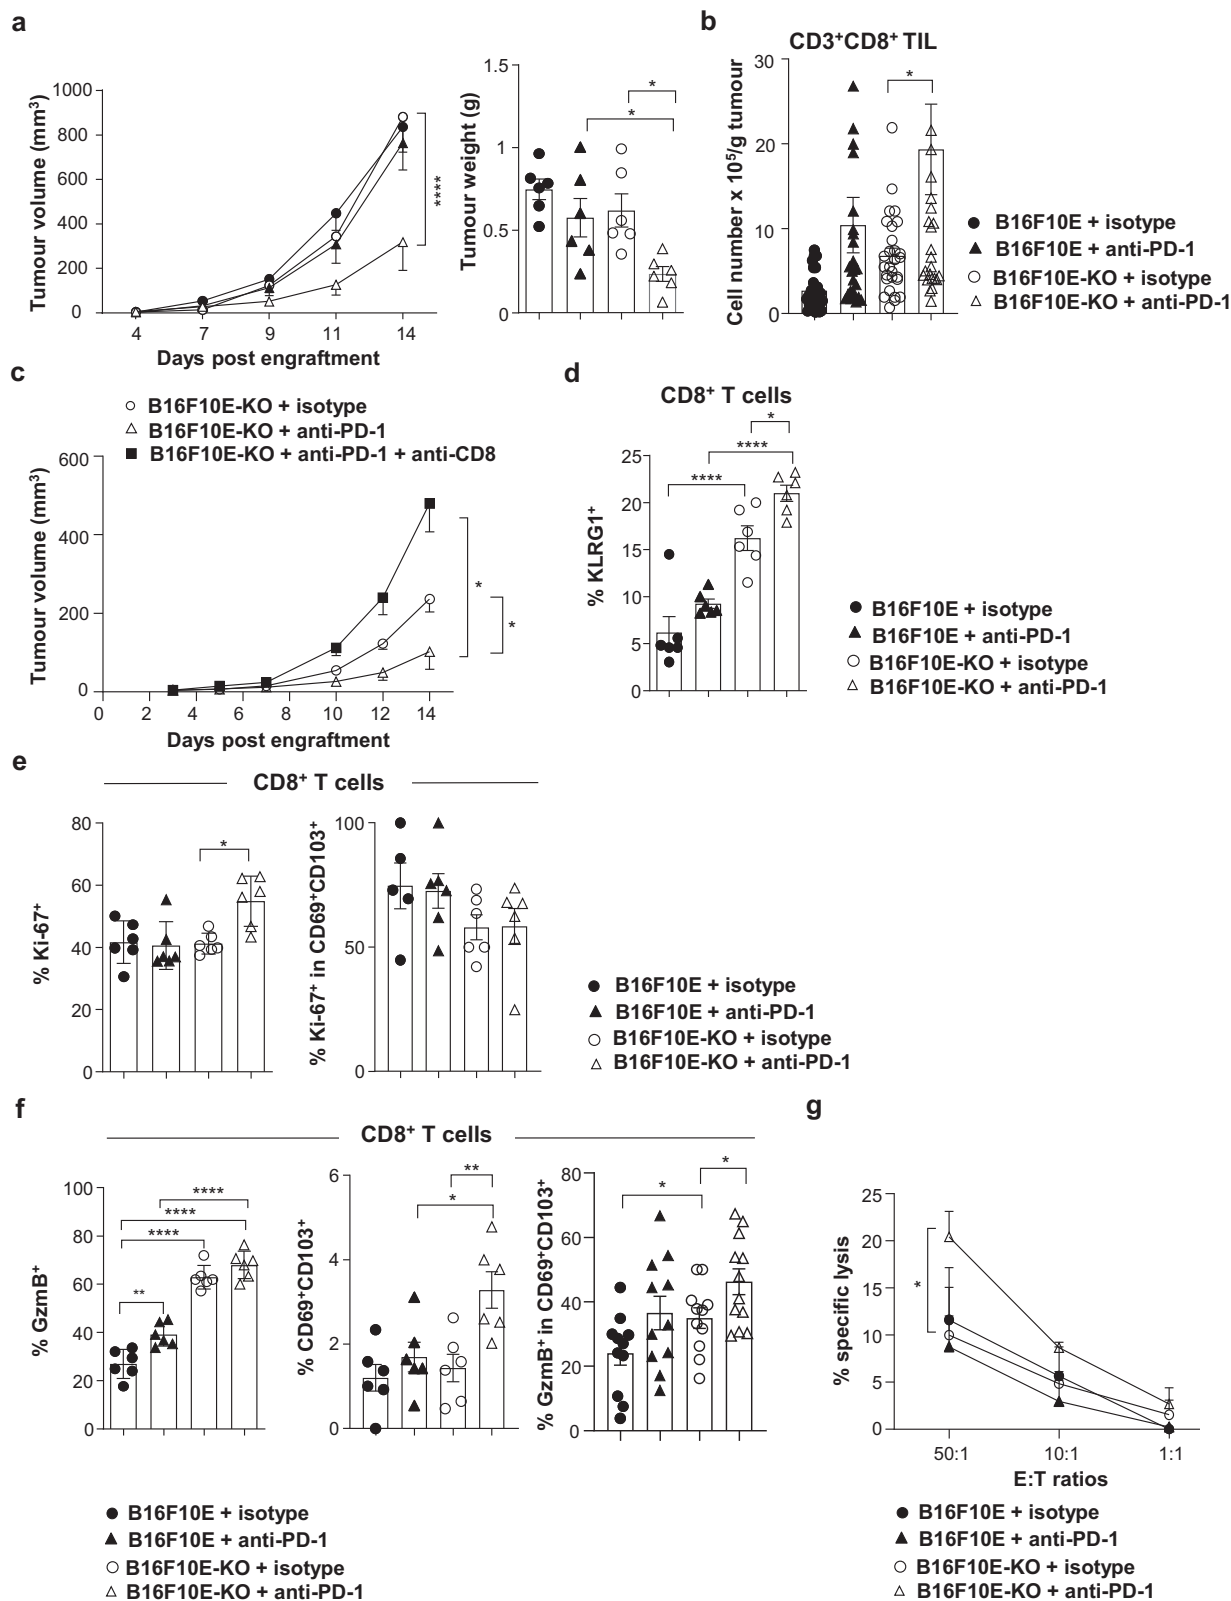 a
Tumour volume (mm³)
1000
800
600
400
200
0
4 7 9 11 14
Days post engraftment
****
Tumour weight (g)
1.5
1
0.5
0
*
*
b
CD3⁺CD8⁺ TIL
Cell number x 10⁵/g tumour
30
20
10
0
*
B16F10E + isotype
B16F10E + anti-PD-1
B16F10E-KO + isotype
B16F10E-KO + anti-PD-1
c
B16F10E-KO + isotype
B16F10E-KO + anti-PD-1
B16F10E-KO + anti-PD-1 + anti-CD8
Tumour volume (mm³)
600
400
200
0
0 2 4 6 8 10 12 14
Days post engraftment
*
*
d
CD8⁺ T cells
% KLRG1⁺
25
20
15
10
5
0
*
****
****
B16F10E + isotype
B16F10E + anti-PD-1
B16F10E-KO + isotype
B16F10E-KO + anti-PD-1
e
CD8⁺ T cells
% Ki-67⁺
80
60
40
20
0
*
% Ki-67⁺ in CD69⁺CD103⁺
100
50
0
B16F10E + isotype
B16F10E + anti-PD-1
B16F10E-KO + isotype
B16F10E-KO + anti-PD-1
f
CD8⁺ T cells
% GzmB⁺
100
80
60
40
20
0
****
****
****
**
% CD69⁺CD103⁺
6
4
2
0
**
*
% GzmB⁺ in CD69⁺CD103⁺
80
60
40
20
0
*
*
B16F10E + isotype
B16F10E + anti-PD-1
B16F10E-KO + isotype
B16F10E-KO + anti-PD-1
g
% specific lysis
25
20
15
10
5
0
*
50:1 10:1 1:1
E:T ratios
B16F10E + isotype
B16F10E + anti-PD-1
B16F10E-KO + isotype
B16F10E-KO + anti-PD-1